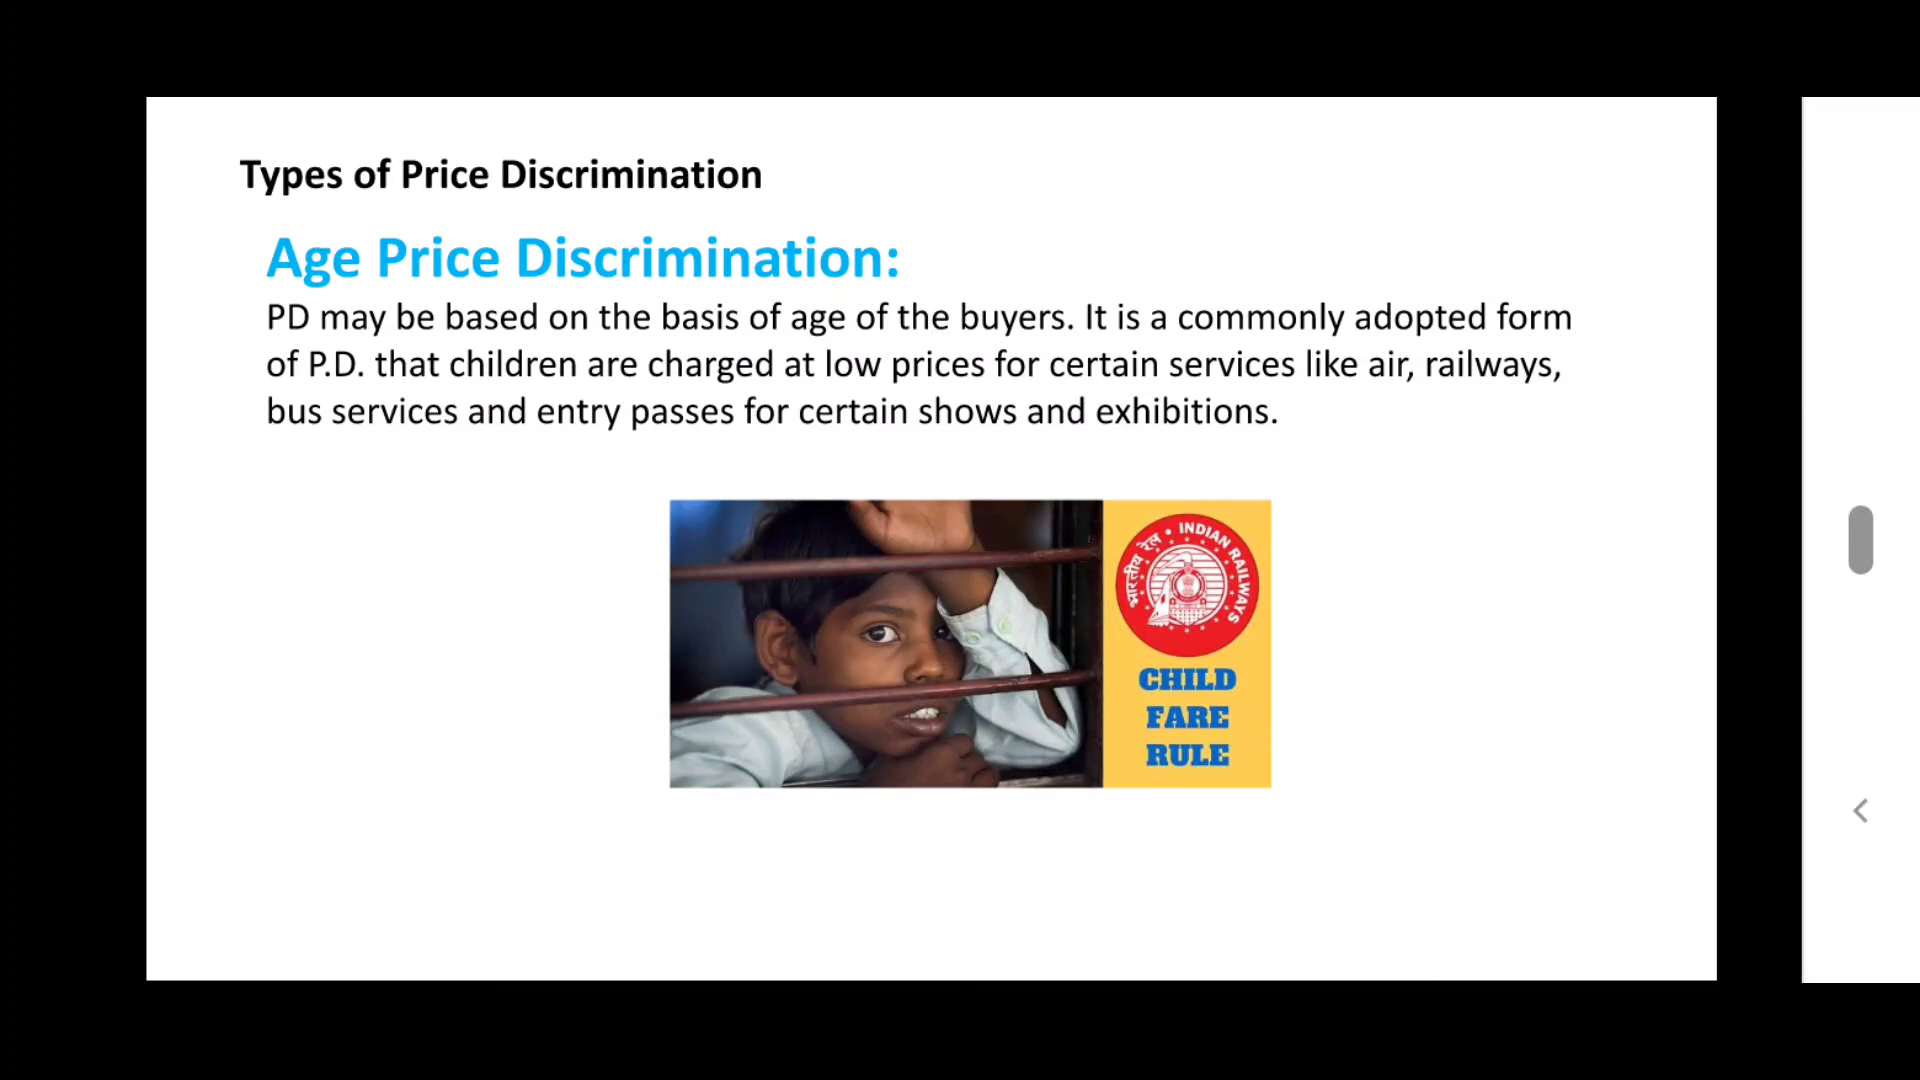 Types of Price Discrimination
Age Price Discrimination:
PD may be based on the basis of age of the buyers. It is a commonly adopted form
of P.D. that children are charged at low prices for certain services like air, railways,
bus services and entry passes for certain shows and exhibitions.
भारतीय रेल • INDIAN RAILWAYS
CHILD
FARE
RULE